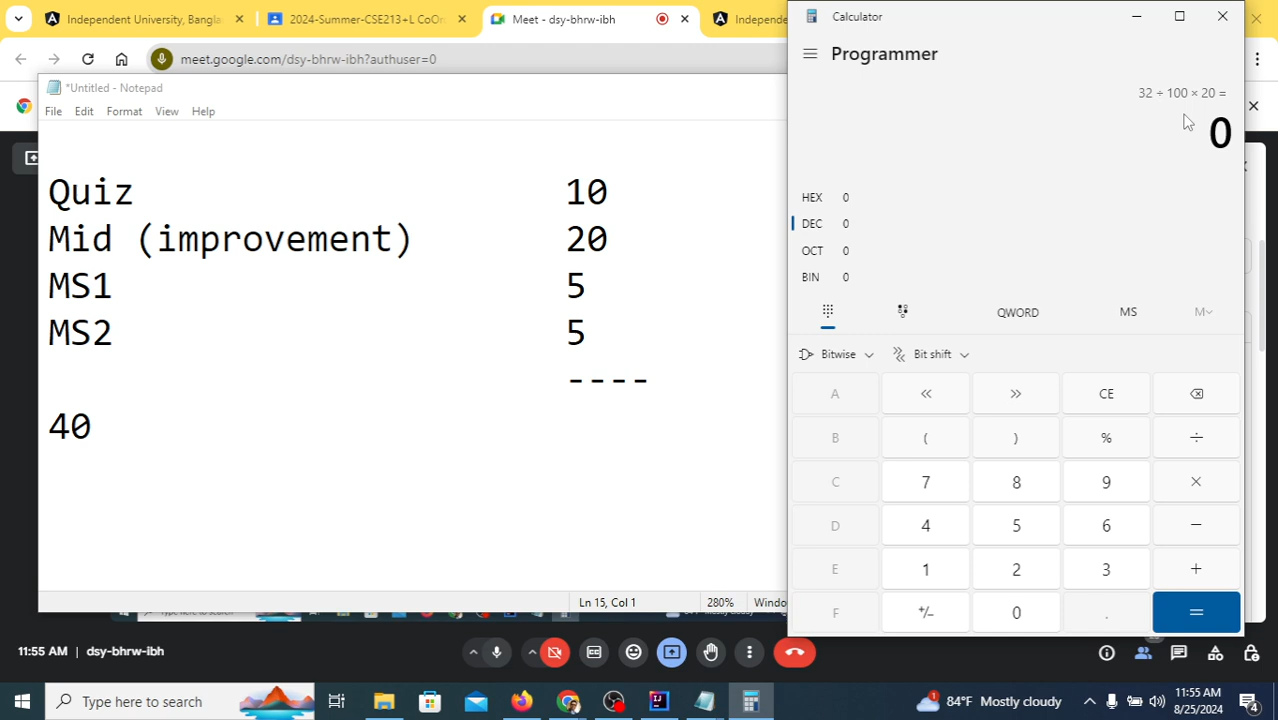 Independent University, Bangla
2024-Summer-CSE213+L CoOr
Meet - dsy-bhrw-ibh
Independe
meet.google.com/dsy-bhrw-ibh?authuser=0
*Untitled - Notepad
File Edit Format View Help
Quiz 10
Mid (improvement) 20
MS1 5
MS2 5
----
40
Ln 15, Col 1 280% Windo
Calculator
Programmer
32 ÷ 100 × 20 =
0
HEX 0
DEC 0
OCT 0
BIN 0
QWORD MS M
Bitwise Bit shift
A « » CE
B ( ) % ÷
C 7 8 9 ×
D 4 5 6 −
E 1 2 3 +
F +/− 0 . =
11:55 AM | dsy-bhrw-ibh
Type here to search
84°F Mostly cloudy
1
11:55 AM
8/25/2024
4